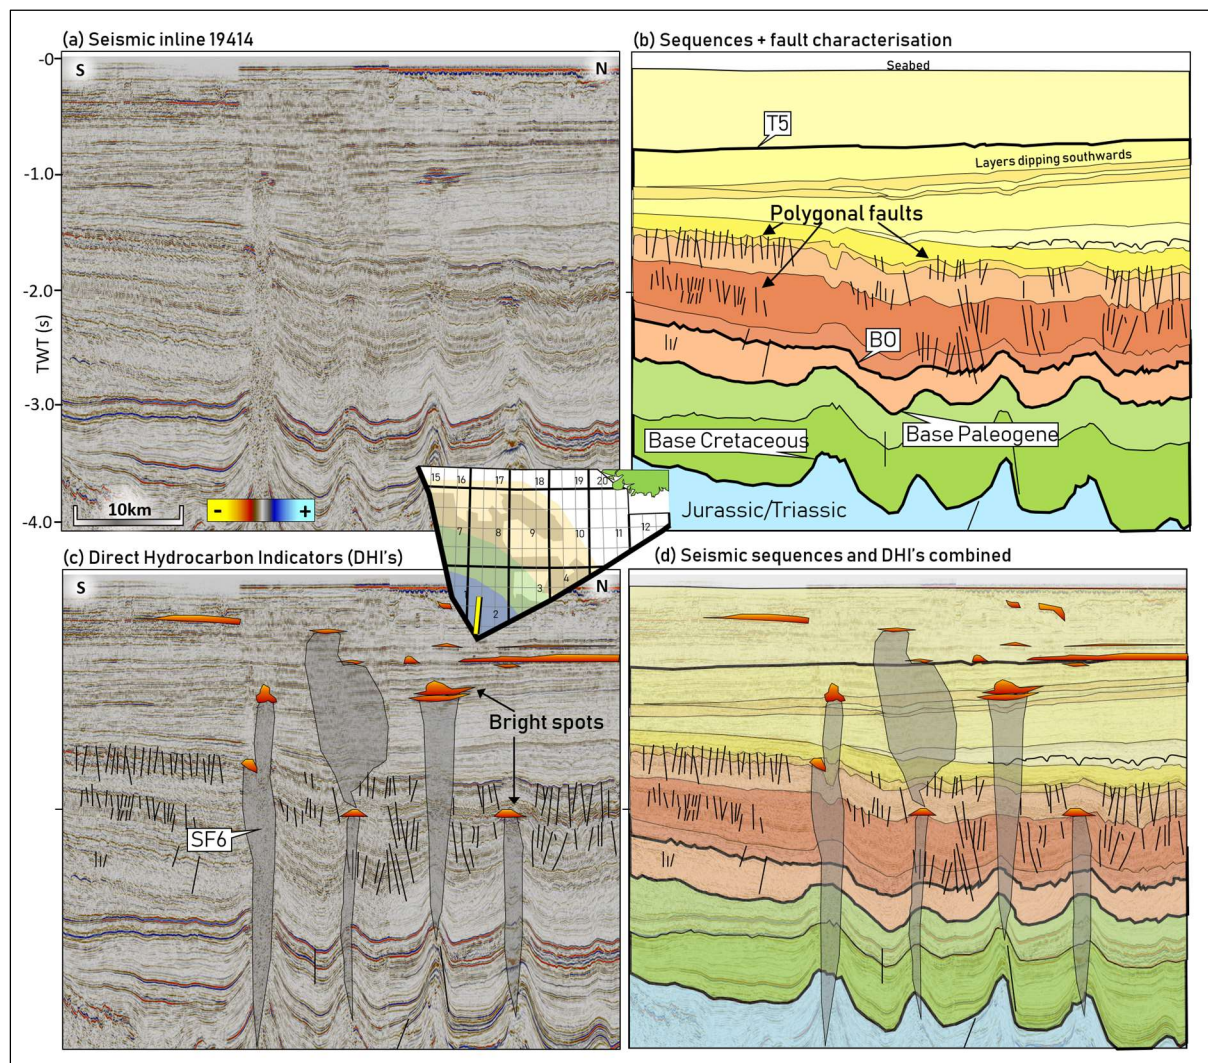 (a) Seismic inline 19414
(b) Sequences + fault characterisation
S
N
-0
-1.0
-2.0
-3.0
-4.0
TWT (s)
10km
-
+
Seabed
T5
Layers dipping southwards
Polygonal faults
BO
Base Cretaceous
Base Paleogene
Jurassic/Triassic
15 16 17 18 19 20
7 8 9 10 11 12
1 2 3 4
(c) Direct Hydrocarbon Indicators (DHI's)
(d) Seismic sequences and DHI's combined
S
N
Bright spots
SF6